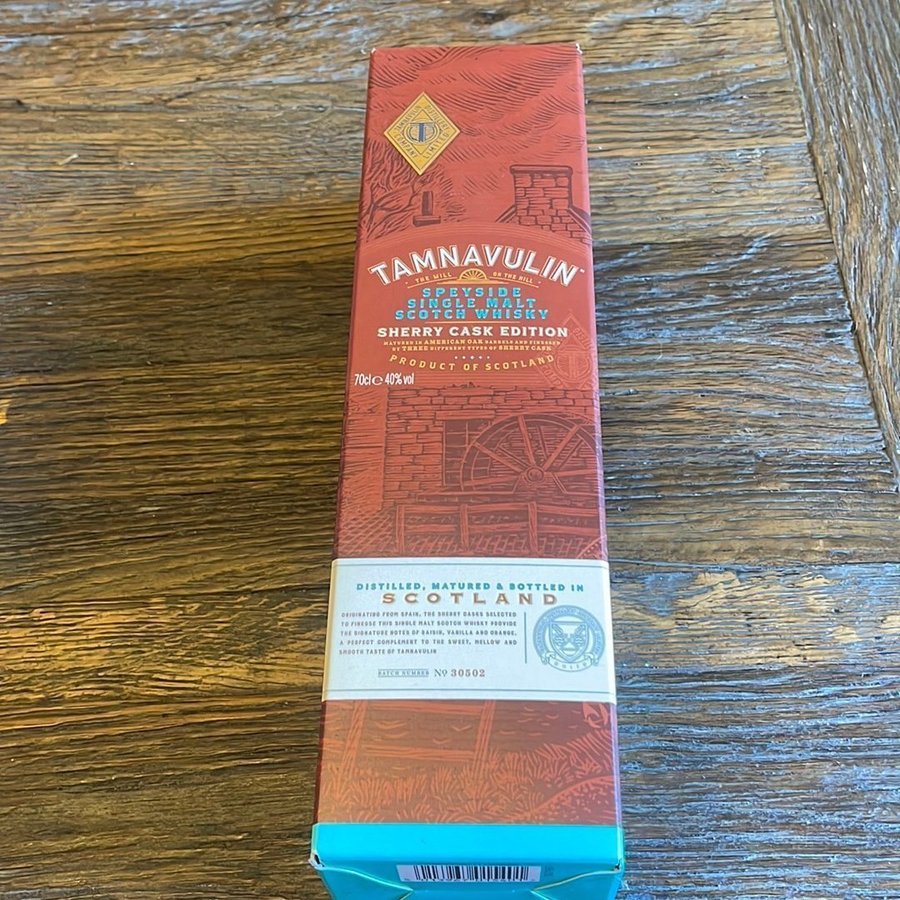 T
TAMNAVULIN
THE MILL ON THE HILL
SPEYSIDE
SINGLE MALT
SCOTCH WHISKY
SHERRY CASK EDITION
MATURED IN AMERICAN OAK BARRELS AND FINESSED
BY THREE DIFFERENT TYPES OF SHERRY CASK
PRODUCT OF SCOTLAND
70cl e 40% vol
DISTILLED, MATURED & BOTTLED IN
SCOTLAND
ORIGINATING FROM SPAIN, THE SHERRY CASKS SELECTED
TO FINESSE THIS SINGLE MALT SCOTCH WHISKY PROVIDE
THE SIGNATURE NOTES OF RAISIN, VANILLA AND ORANGE.
A PERFECT COMPLEMENT TO THE SWEET, MELLOW AND
SMOOTH TASTE OF TAMNAVULIN
BATCH NUMBER Nº 30502